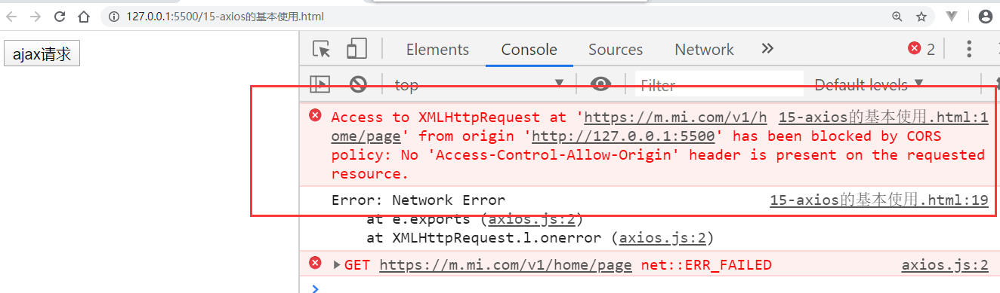 127.0.0.1:5500/15-axios的基本使用.html
ajax请求
Elements Console Sources Network 2
top Filter Default levels
Access to XMLHttpRequest at 'https://m.mi.com/v1/h 15-axios的基本使用.html:1
ome/page' from origin 'http://127.0.0.1:5500' has been blocked by CORS
policy: No 'Access-Control-Allow-Origin' header is present on the requested
resource.
Error: Network Error 15-axios的基本使用.html:19
at e.exports (axios.js:2)
at XMLHttpRequest.l.onerror (axios.js:2)
GET https://m.mi.com/v1/home/page net::ERR_FAILED axios.js:2